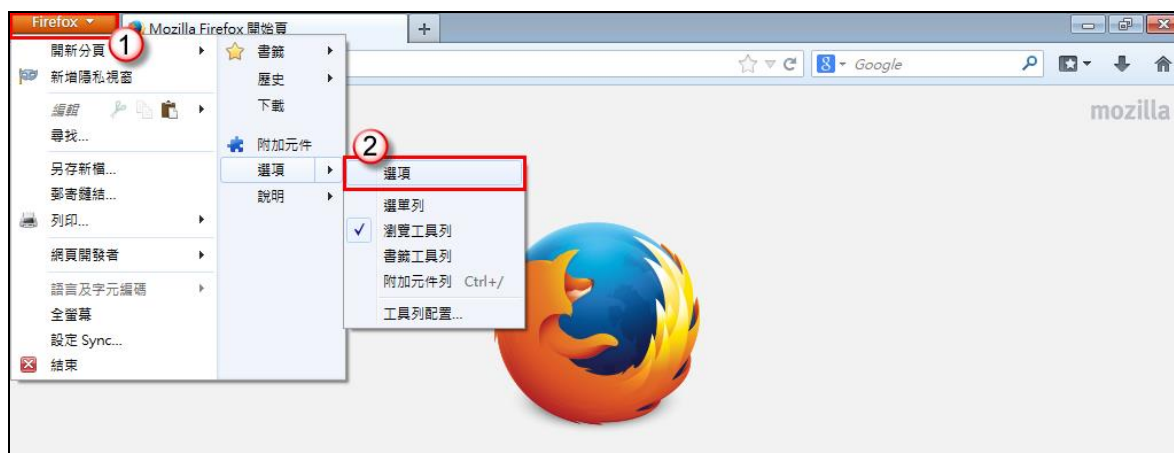 Firefox
Mozilla Firefox 開始頁
+
1
開新分頁
新增隱私視窗
編輯
尋找...
另存新檔...
郵寄鏈結...
列印...
網頁開發者
語言及字元編碼
全螢幕
設定 Sync...
結束
書籤
歷史
下載
附加元件
選項
說明
2
選項
選單列
瀏覽工具列
書籤工具列
附加元件列 Ctrl+/
工具列配置...
8
Google
mozilla